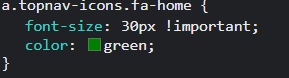 a.topnav-icons.fa-home {
  font-size: 30px !important;
  color: green;
}